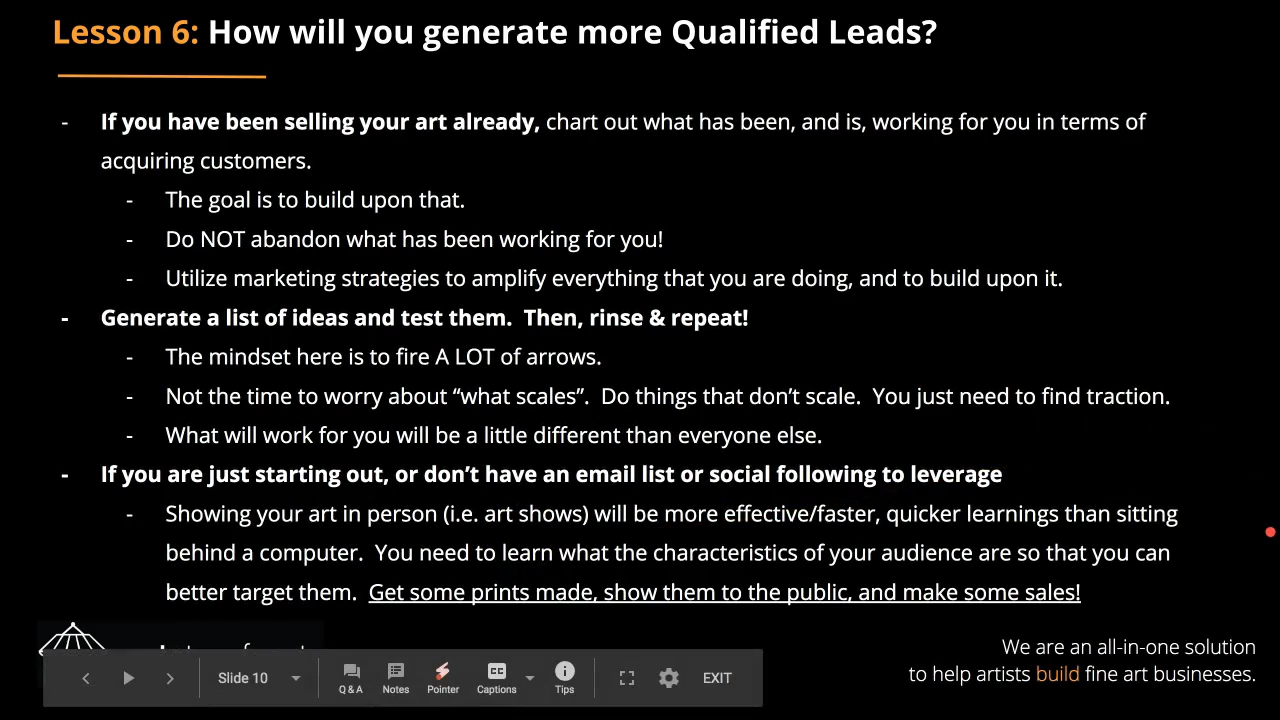 Lesson 6: How will you generate more Qualified Leads?
- If you have been selling your art already, chart out what has been, and is, working for you in terms of
acquiring customers.
- The goal is to build upon that.
- Do NOT abandon what has been working for you!
- Utilize marketing strategies to amplify everything that you are doing, and to build upon it.
- Generate a list of ideas and test them. Then, rinse & repeat!
- The mindset here is to fire A LOT of arrows.
- Not the time to worry about “what scales”. Do things that don’t scale. You just need to find traction.
- What will work for you will be a little different than everyone else.
- If you are just starting out, or don’t have an email list or social following to leverage
- Showing your art in person (i.e. art shows) will be more effective/faster, quicker learnings than sitting
behind a computer. You need to learn what the characteristics of your audience are so that you can
better target them. Get some prints made, show them to the public, and make some sales!
We are an all-in-one solution
to help artists build fine art businesses.
Slide 10
Q & A Notes Pointer Captions Tips
EXIT
CC